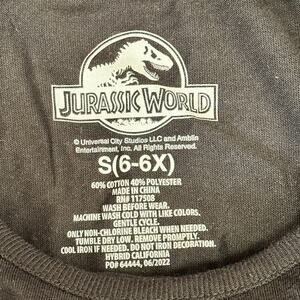 JURASSIC WORLD
© Universal City Studios LLC and Amblin
Entertainment, Inc. All Rights Reserved.
S(6-6X)
60% COTTON 40% POLYESTER
MADE IN CHINA
RN# 117508
WASH BEFORE WEAR.
MACHINE WASH COLD WITH LIKE COLORS.
GENTLE CYCLE.
ONLY NON-CHLORINE BLEACH WHEN NEEDED.
TUMBLE DRY LOW. REMOVE PROMPTLY.
COOL IRON IF NEEDED. DO NOT IRON DECORATION.
HYBRID CALIFORNIA
PO# 64444, 06/2022